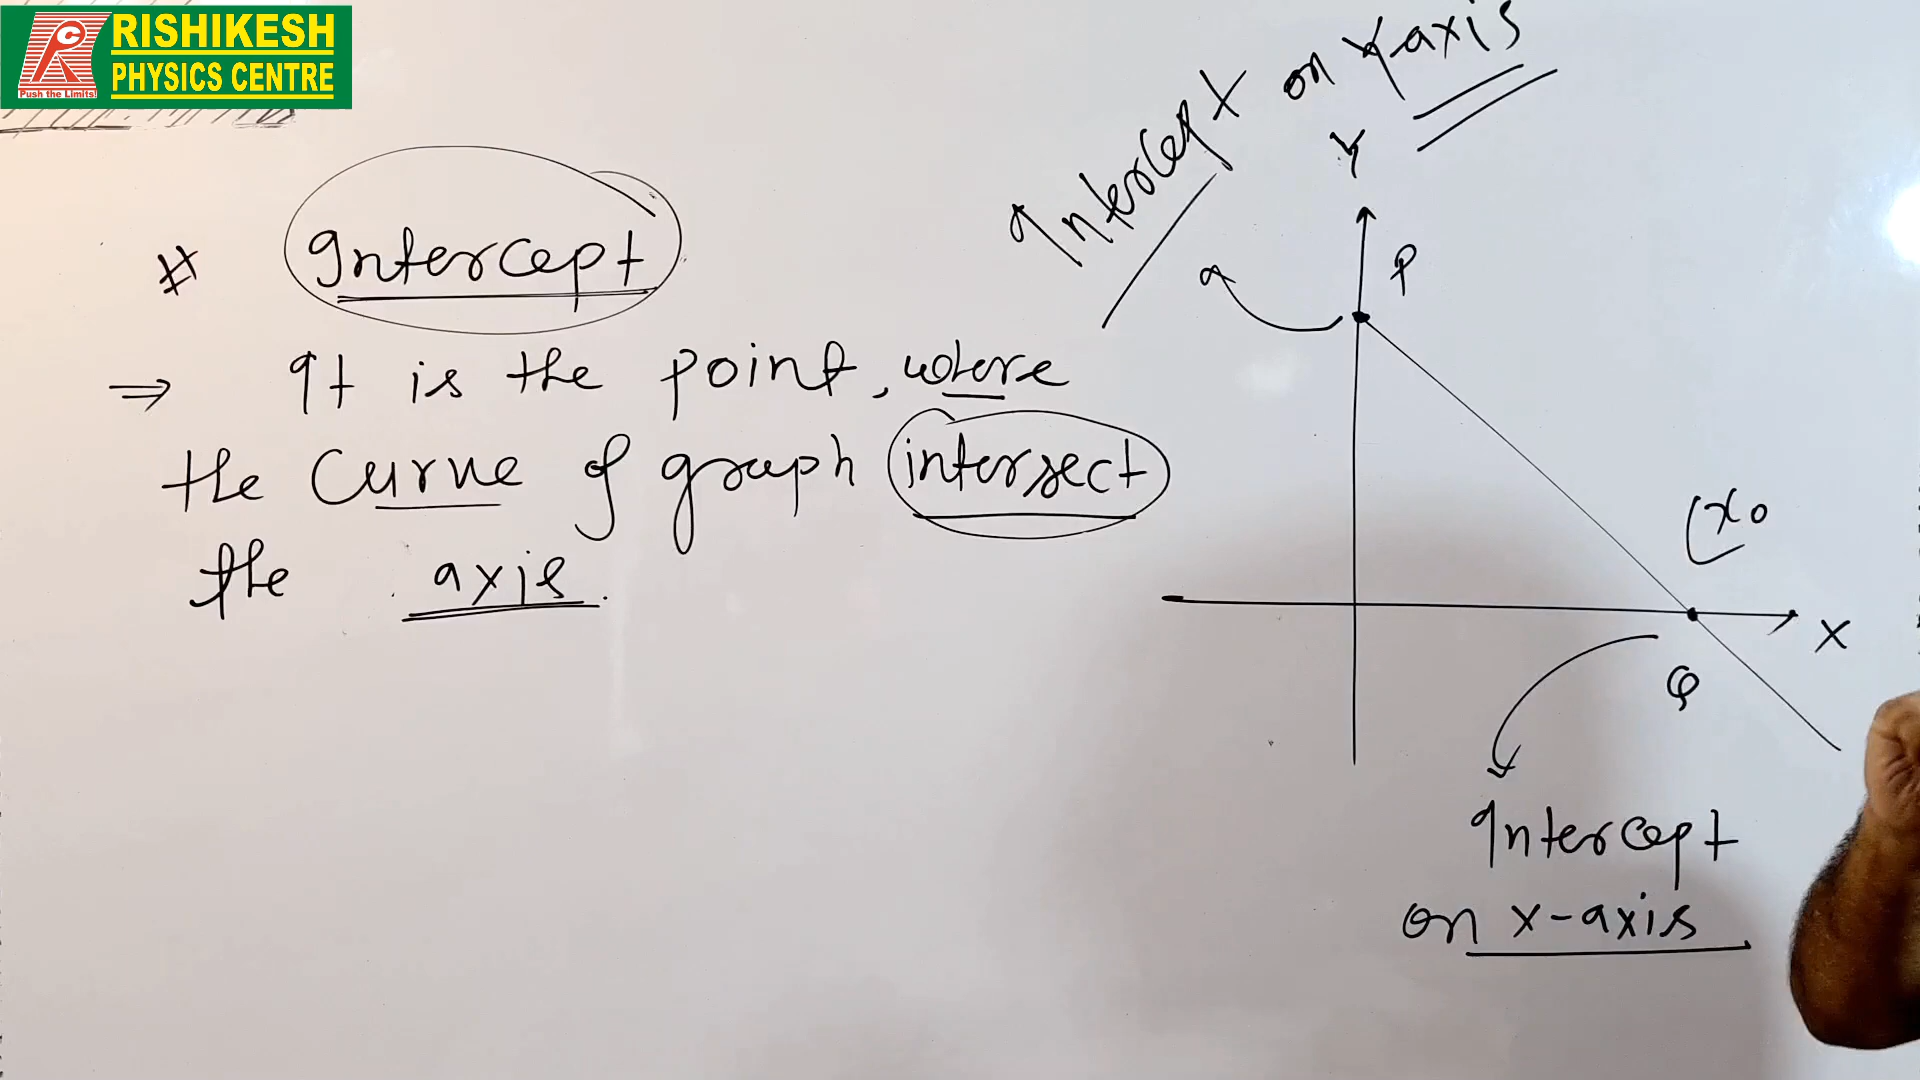 RISHIKESH
PHYSICS CENTRE
Push the Limits!
# Intercept
⇒ It is the point, where
the curve of graph intersect
the axis.
Intercept on Y-axis
Y
P
(x0
X
Q
Intercept
on x-axis